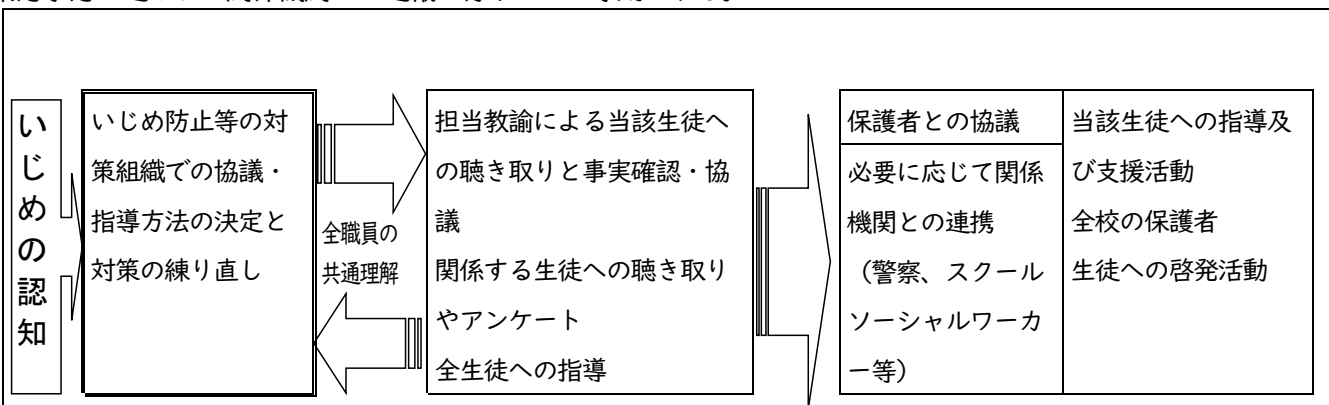 いじめの認知
いじめ防止等の対
策組織での協議・
指導方法の決定と
対策の練り直し
全職員の
共通理解
担当教諭による当該生徒へ
の聴き取りと事実確認・協
議
関係する生徒への聴き取り
やアンケート
全生徒への指導
保護者との協議
必要に応じて関係
機関との連携
（警察、スクール
ソーシャルワーカ
ー等）
当該生徒への指導及
び支援活動
全校の保護者
生徒への啓発活動